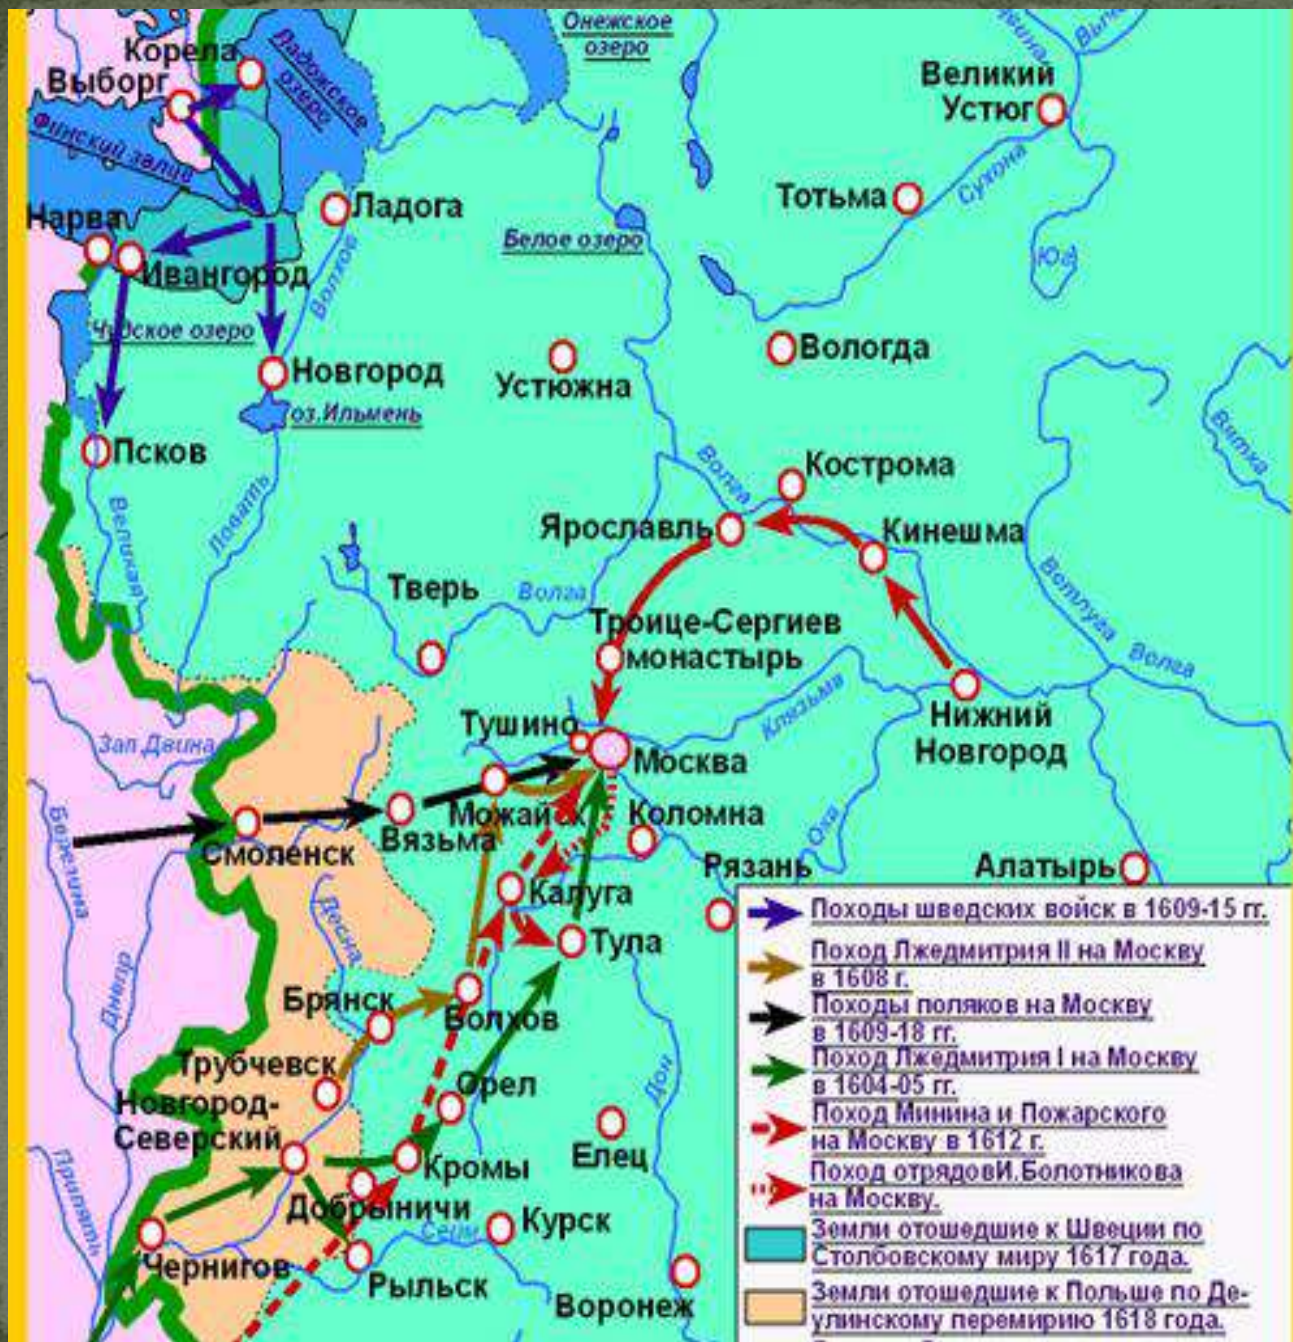 Онежское
озеро
Корела
Ладожское
озеро
Выборг
Великий
Устюг
Финский залив
Сухона
Тотьма
Ладога
Нарва
Белое озеро
Юг
Ивангород
Волхов
Чудское озеро
Вологда
Новгород
Устюжна
оз.Ильмень
Вятка
Псков
Волга
Кострома
Ловать
Великая
Ярославль
Кинешма
Тверь
Волга
Ветлуга
Троице-Сергиев
монастырь
Волга
Клязьма
Нижний
Новгород
Тушино
Зап.Двина
Москва
Можайск
Коломна
Березина
Вязьма
Смоленск
Ока
Рязань
Алатырь
Калуга
Десна
Тула
Днепр
Брянск
Волхов
Трубчевск
Дон
Орел
Новгород-
Северский
Елец
Кромы
Припять
Добрыничи
Сейм
Курск
Чернигов
Рыльск
Воронеж
Походы шведских войск в 1609-15 гг.
Поход Лжедмитрия II на Москву
в 1608 г.
Походы поляков на Москву
в 1609-18 гг.
Поход Лжедмитрия I на Москву
в 1604-05 гг.
Поход Минина и Пожарского
на Москву в 1612 г.
Поход отрядовИ.Болотникова
на Москву.
Земли отошедшие к Швеции по
Столбовскому миру 1617 года.
Земли отошедшие к Польше по Де-
улинскому перемирию 1618 года.